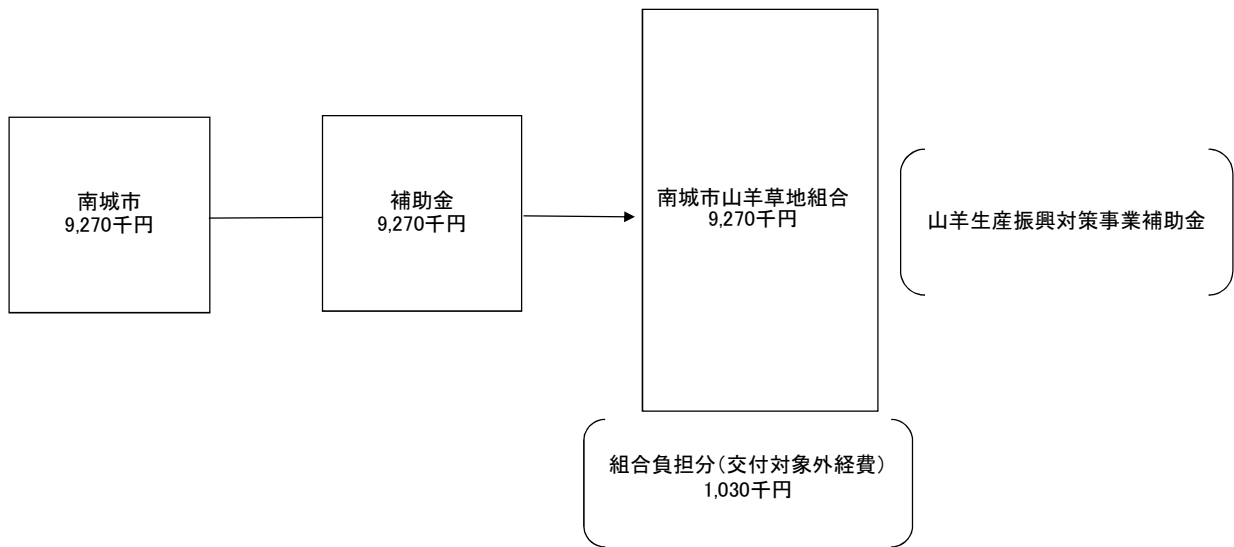 南城市
9,270千円
補助金
9,270千円
南城市山羊草地組合
9,270千円
山羊生産振興対策事業補助金
組合負担分(交付対象外経費)
1,030千円